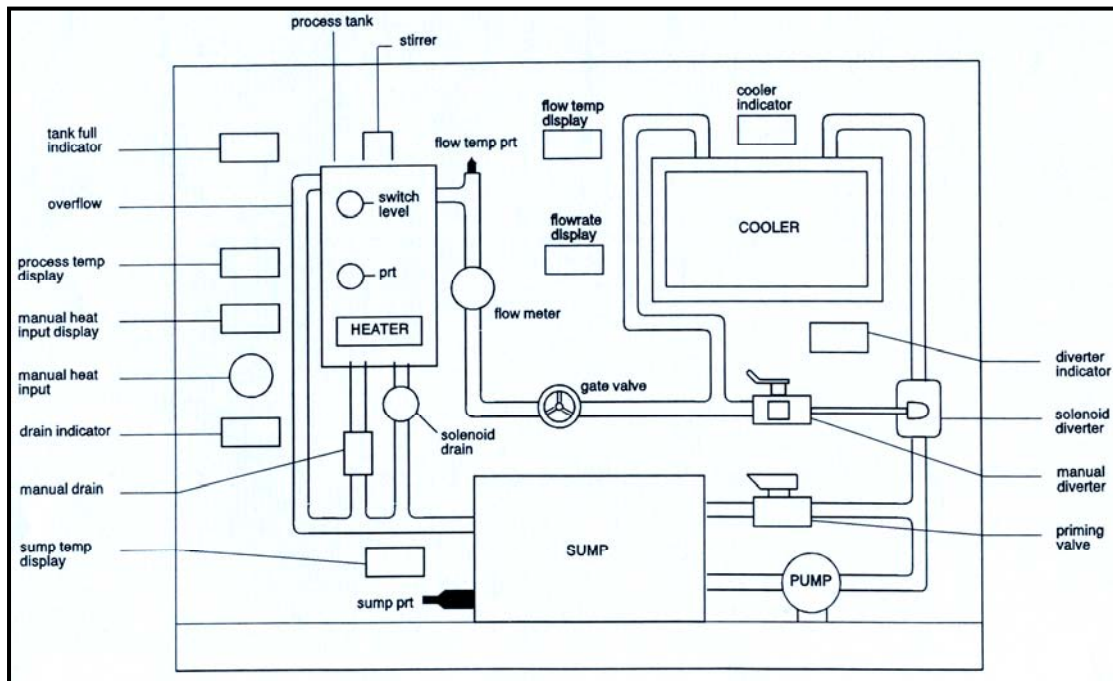 process tank
stirrer
tank full
indicator
overflow
process temp
display
manual heat
input display
manual heat
input
drain indicator
manual drain
sump temp
display
sump prt
switch
level
prt
HEATER
solenoid
drain
flow temp prt
flow meter
flow temp
display
flowrate
display
cooler
indicator
COOLER
gate valve
SUMP
PUMP
diverter
indicator
solenoid
diverter
manual
diverter
priming
valve